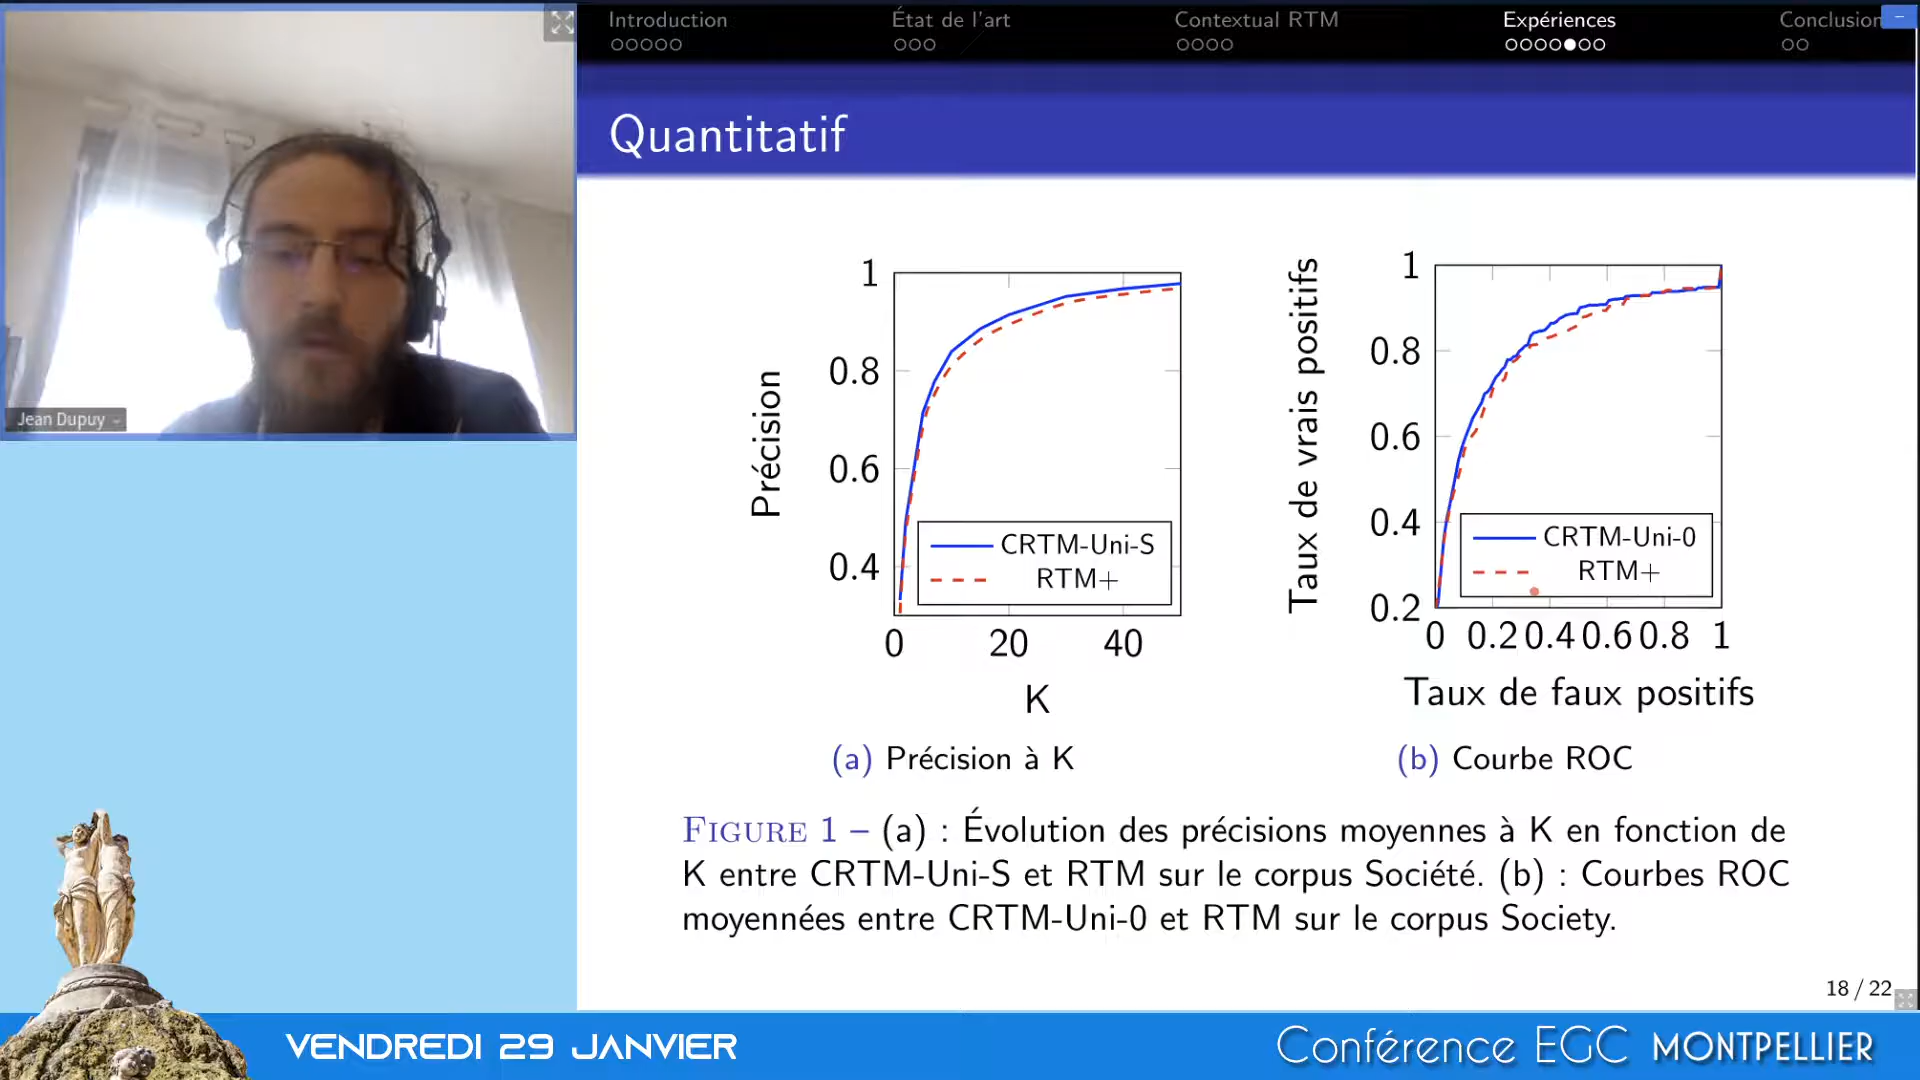 Introduction
État de l'art
Contextual RTM
Expériences
Conclusion
Quantitatif
Jean Dupuy
Précision
1
0.8
0.6
0.4
CRTM-Uni-S
RTM+
0 20 40
K
(a) Précision à K
Taux de vrais positifs
1
0.8
0.6
0.4
0.2
CRTM-Uni-0
RTM+
0 0.2 0.4 0.6 0.8 1
Taux de faux positifs
(b) Courbe ROC
FIGURE 1 – (a) : Évolution des précisions moyennes à K en fonction de
K entre CRTM-Uni-S et RTM sur le corpus Société. (b) : Courbes ROC
moyennées entre CRTM-Uni-0 et RTM sur le corpus Society.
18 / 22
VENDREDI 29 JANVIER
Conférence EGC MONTPELLIER